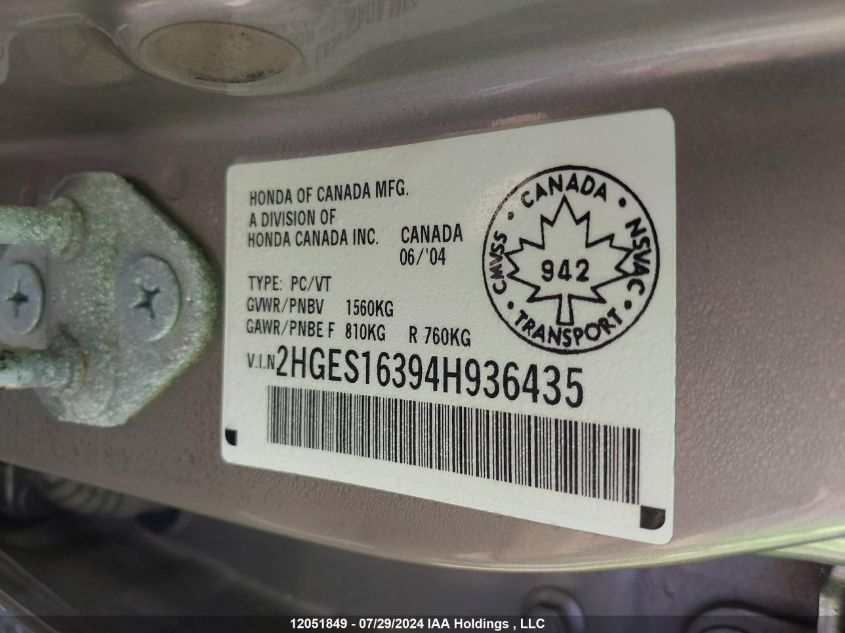 HONDA OF CANADA MFG.
A DIVISION OF
HONDA CANADA INC. CANADA
06/'04
TYPE: PC/VT
GVWR/PNBV 1560KG
GAWR/PNBE F 810KG R 760KG
V.I.N 2HGES16394H936435
CMVSS · CANADA · NSVAC
942
· TRANSPORT ·
12051849 - 07/29/2024 IAA Holdings , LLC